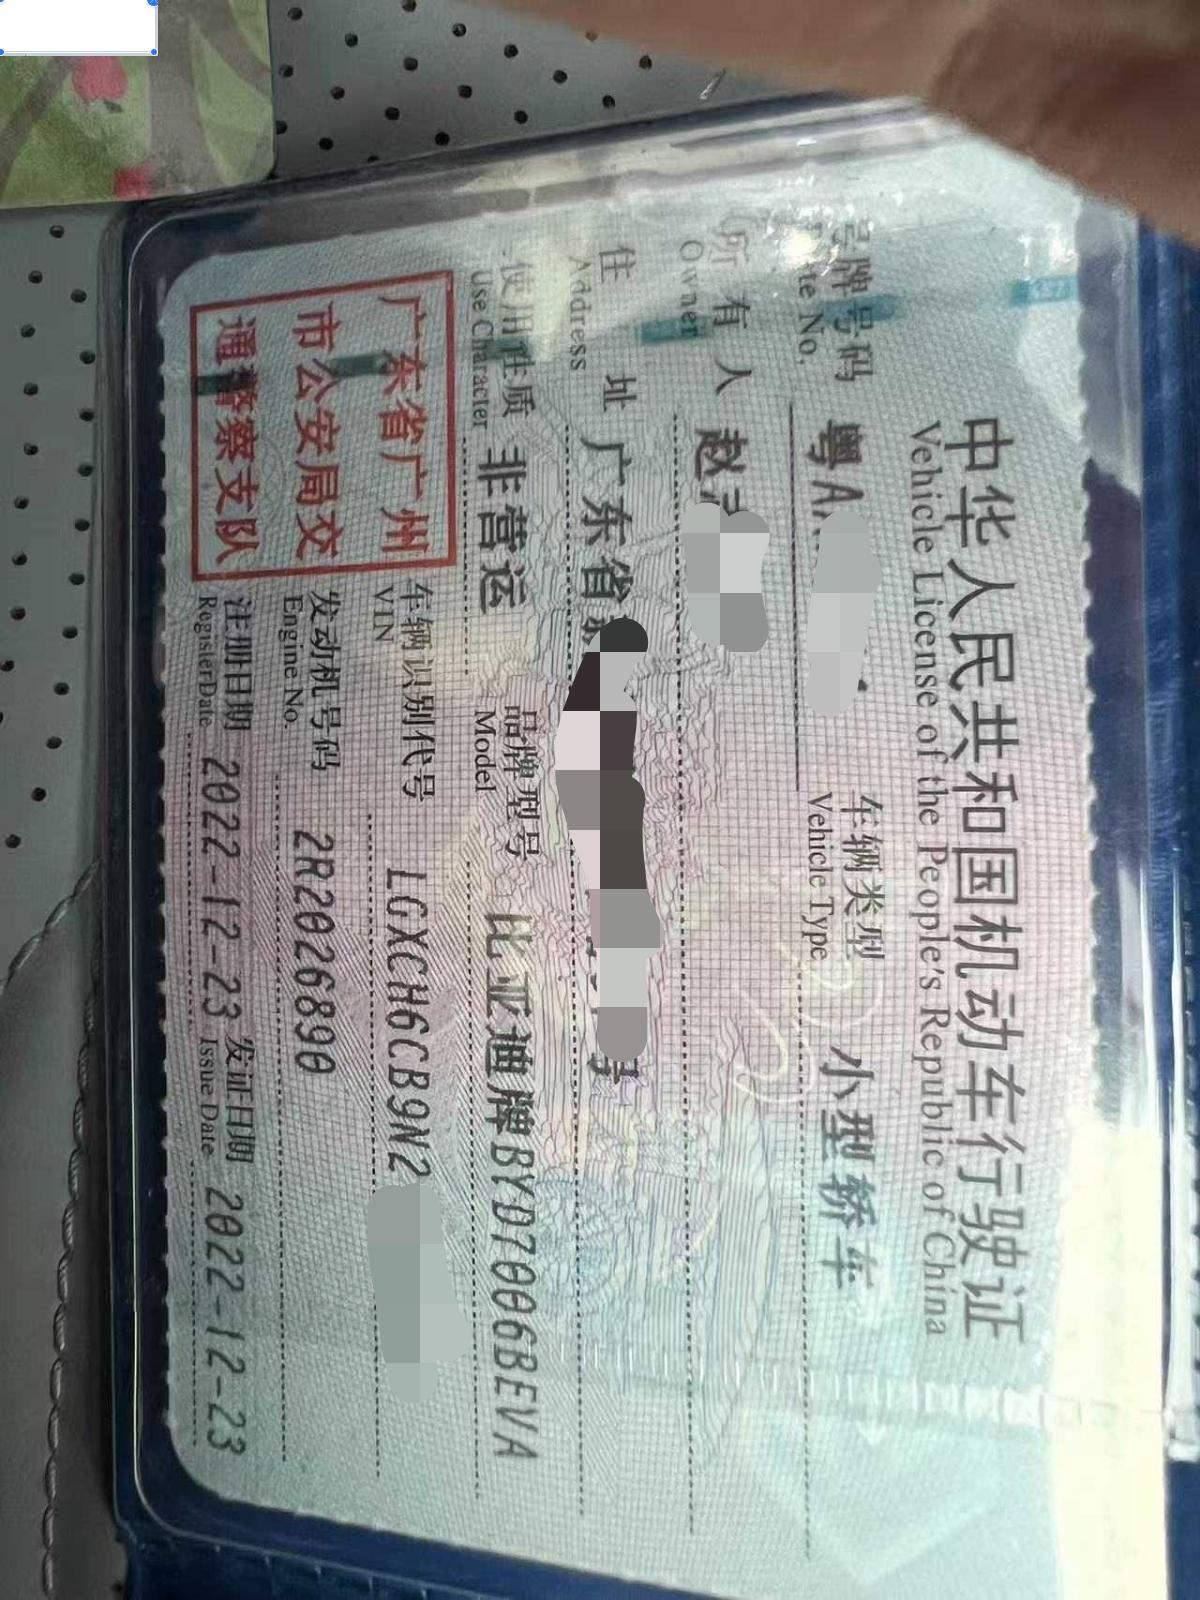 中华人民共和国机动车行驶证
Vehicle License of the People's Republic of China
号牌号码 粤A 车辆类型 小型轿车
No. Vehicle Type
所有人 赵
Owner
住址 广东省 号
Address
使用性质 非营运 品牌型号 比亚迪牌BYD7006BEVA
Use Character Model
广东省广州
市公安局交
通警察支队
车辆识别代号 LGXCH6CB9N2
VIN
发动机号码 2R2026890
Engine No.
注册日期 2022-12-23 发证日期 2022-12-23
Register Date Issue Date